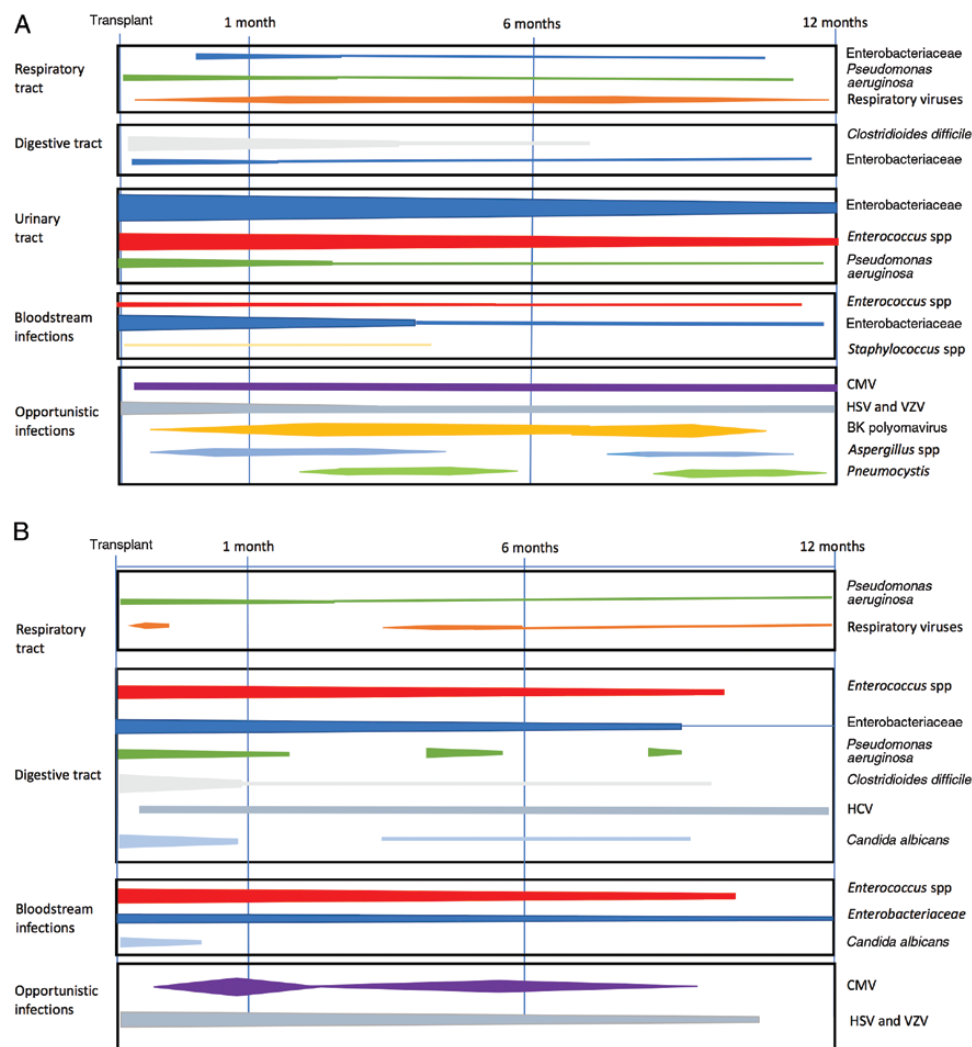 A
Transplant 1 month 6 months 12 months
Respiratory
tract
Enterobacteriaceae
Pseudomonas
aeruginosa
Respiratory viruses
Digestive tract
Clostridioides difficile
Enterobacteriaceae
Urinary
tract
Enterobacteriaceae
Enterococcus spp
Pseudomonas
aeruginosa
Bloodstream
infections
Enterococcus spp
Enterobacteriaceae
Staphylococcus spp
Opportunistic
infections
CMV
HSV and VZV
BK polyomavirus
Aspergillus spp
Pneumocystis
B
Transplant 1 month 6 months 12 months
Respiratory
tract
Pseudomonas
aeruginosa
Respiratory viruses
Digestive tract
Enterococcus spp
Enterobacteriaceae
Pseudomonas
aeruginosa
Clostridioides difficile
HCV
Candida albicans
Bloodstream
infections
Enterococcus spp
Enterobacteriaceae
Candida albicans
Opportunistic
infections
CMV
HSV and VZV